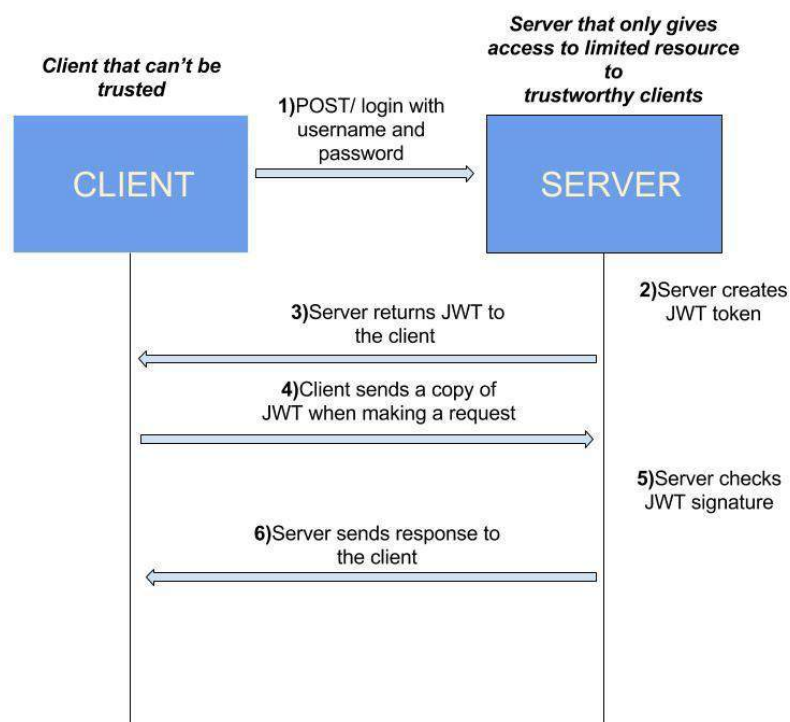 Client that can't be
trusted
Server that only gives
access to limited resource
to
trustworthy clients
1)POST/ login with
username and
password
CLIENT
SERVER
2)Server creates
JWT token
3)Server returns JWT to
the client
4)Client sends a copy of
JWT when making a request
5)Server checks
JWT signature
6)Server sends response to
the client